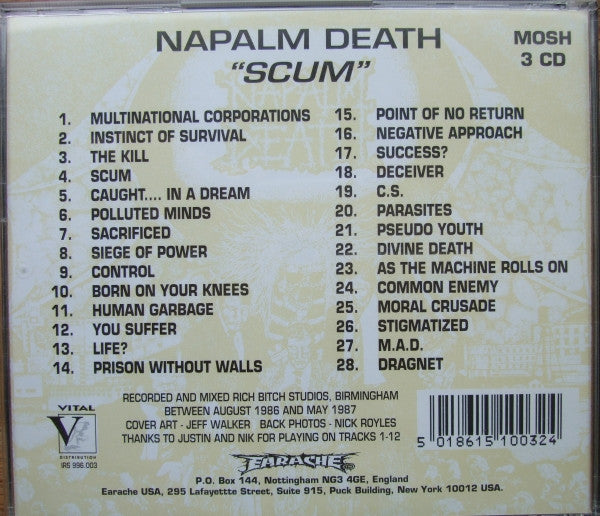 NAPALM DEATH
"SCUM"
MOSH
3 CD
1. MULTINATIONAL CORPORATIONS
2. INSTINCT OF SURVIVAL
3. THE KILL
4. SCUM
5. CAUGHT.... IN A DREAM
6. POLLUTED MINDS
7. SACRIFICED
8. SIEGE OF POWER
9. CONTROL
10. BORN ON YOUR KNEES
11. HUMAN GARBAGE
12. YOU SUFFER
13. LIFE?
14. PRISON WITHOUT WALLS
15. POINT OF NO RETURN
16. NEGATIVE APPROACH
17. SUCCESS?
18. DECEIVER
19. C.S.
20. PARASITES
21. PSEUDO YOUTH
22. DIVINE DEATH
23. AS THE MACHINE ROLLS ON
24. COMMON ENEMY
25. MORAL CRUSADE
26. STIGMATIZED
27. M.A.D.
28. DRAGNET
RECORDED AND MIXED RICH BITCH STUDIOS, BIRMINGHAM
BETWEEN AUGUST 1986 AND MAY 1987
COVER ART - JEFF WALKER BACK PHOTOS - NICK ROYLES
THANKS TO JUSTIN AND NIK FOR PLAYING ON TRACKS 1-12
VITAL
V
DISTRIBUTION
IRS 996.003
5 018615 100324
EARACHE
P.O. Box 144, Nottingham NG3 4GE, England
Earache USA, 295 Lafayettte Street, Suite 915, Puck Building, New York 10012 USA.